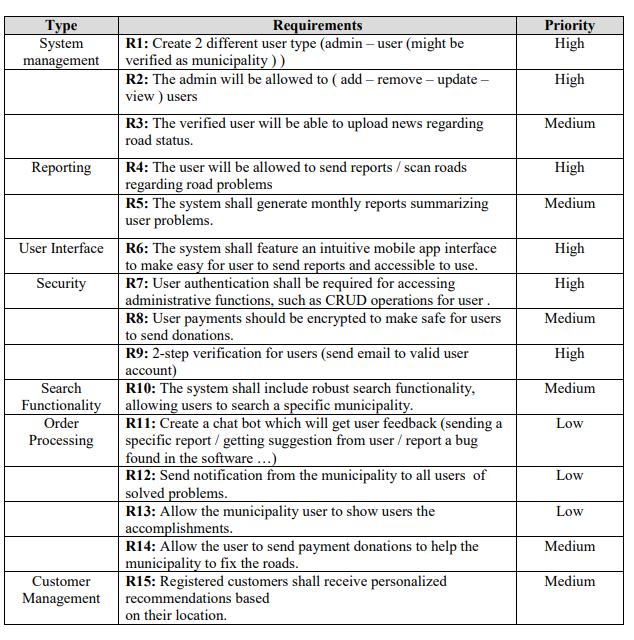 Type Requirements Priority
System management R1: Create 2 different user type (admin – user (might be verified as municipality ) ) High
R2: The admin will be allowed to ( add – remove – update – view ) users High
R3: The verified user will be able to upload news regarding road status. Medium
Reporting R4: The user will be allowed to send reports / scan roads regarding road problems High
R5: The system shall generate monthly reports summarizing user problems. Medium
User Interface R6: The system shall feature an intuitive mobile app interface to make easy for user to send reports and accessible to use. High
Security R7: User authentication shall be required for accessing administrative functions, such as CRUD operations for user . High
R8: User payments should be encrypted to make safe for users to send donations. Medium
R9: 2-step verification for users (send email to valid user account) High
Search Functionality R10: The system shall include robust search functionality, allowing users to search a specific municipality. Medium
Order Processing R11: Create a chat bot which will get user feedback (sending a specific report / getting suggestion from user / report a bug found in the software …) Low
R12: Send notification from the municipality to all users of solved problems. Low
R13: Allow the municipality user to show users the accomplishments. Low
R14: Allow the user to send payment donations to help the municipality to fix the roads. Medium
Customer Management R15: Registered customers shall receive personalized recommendations based on their location. Medium